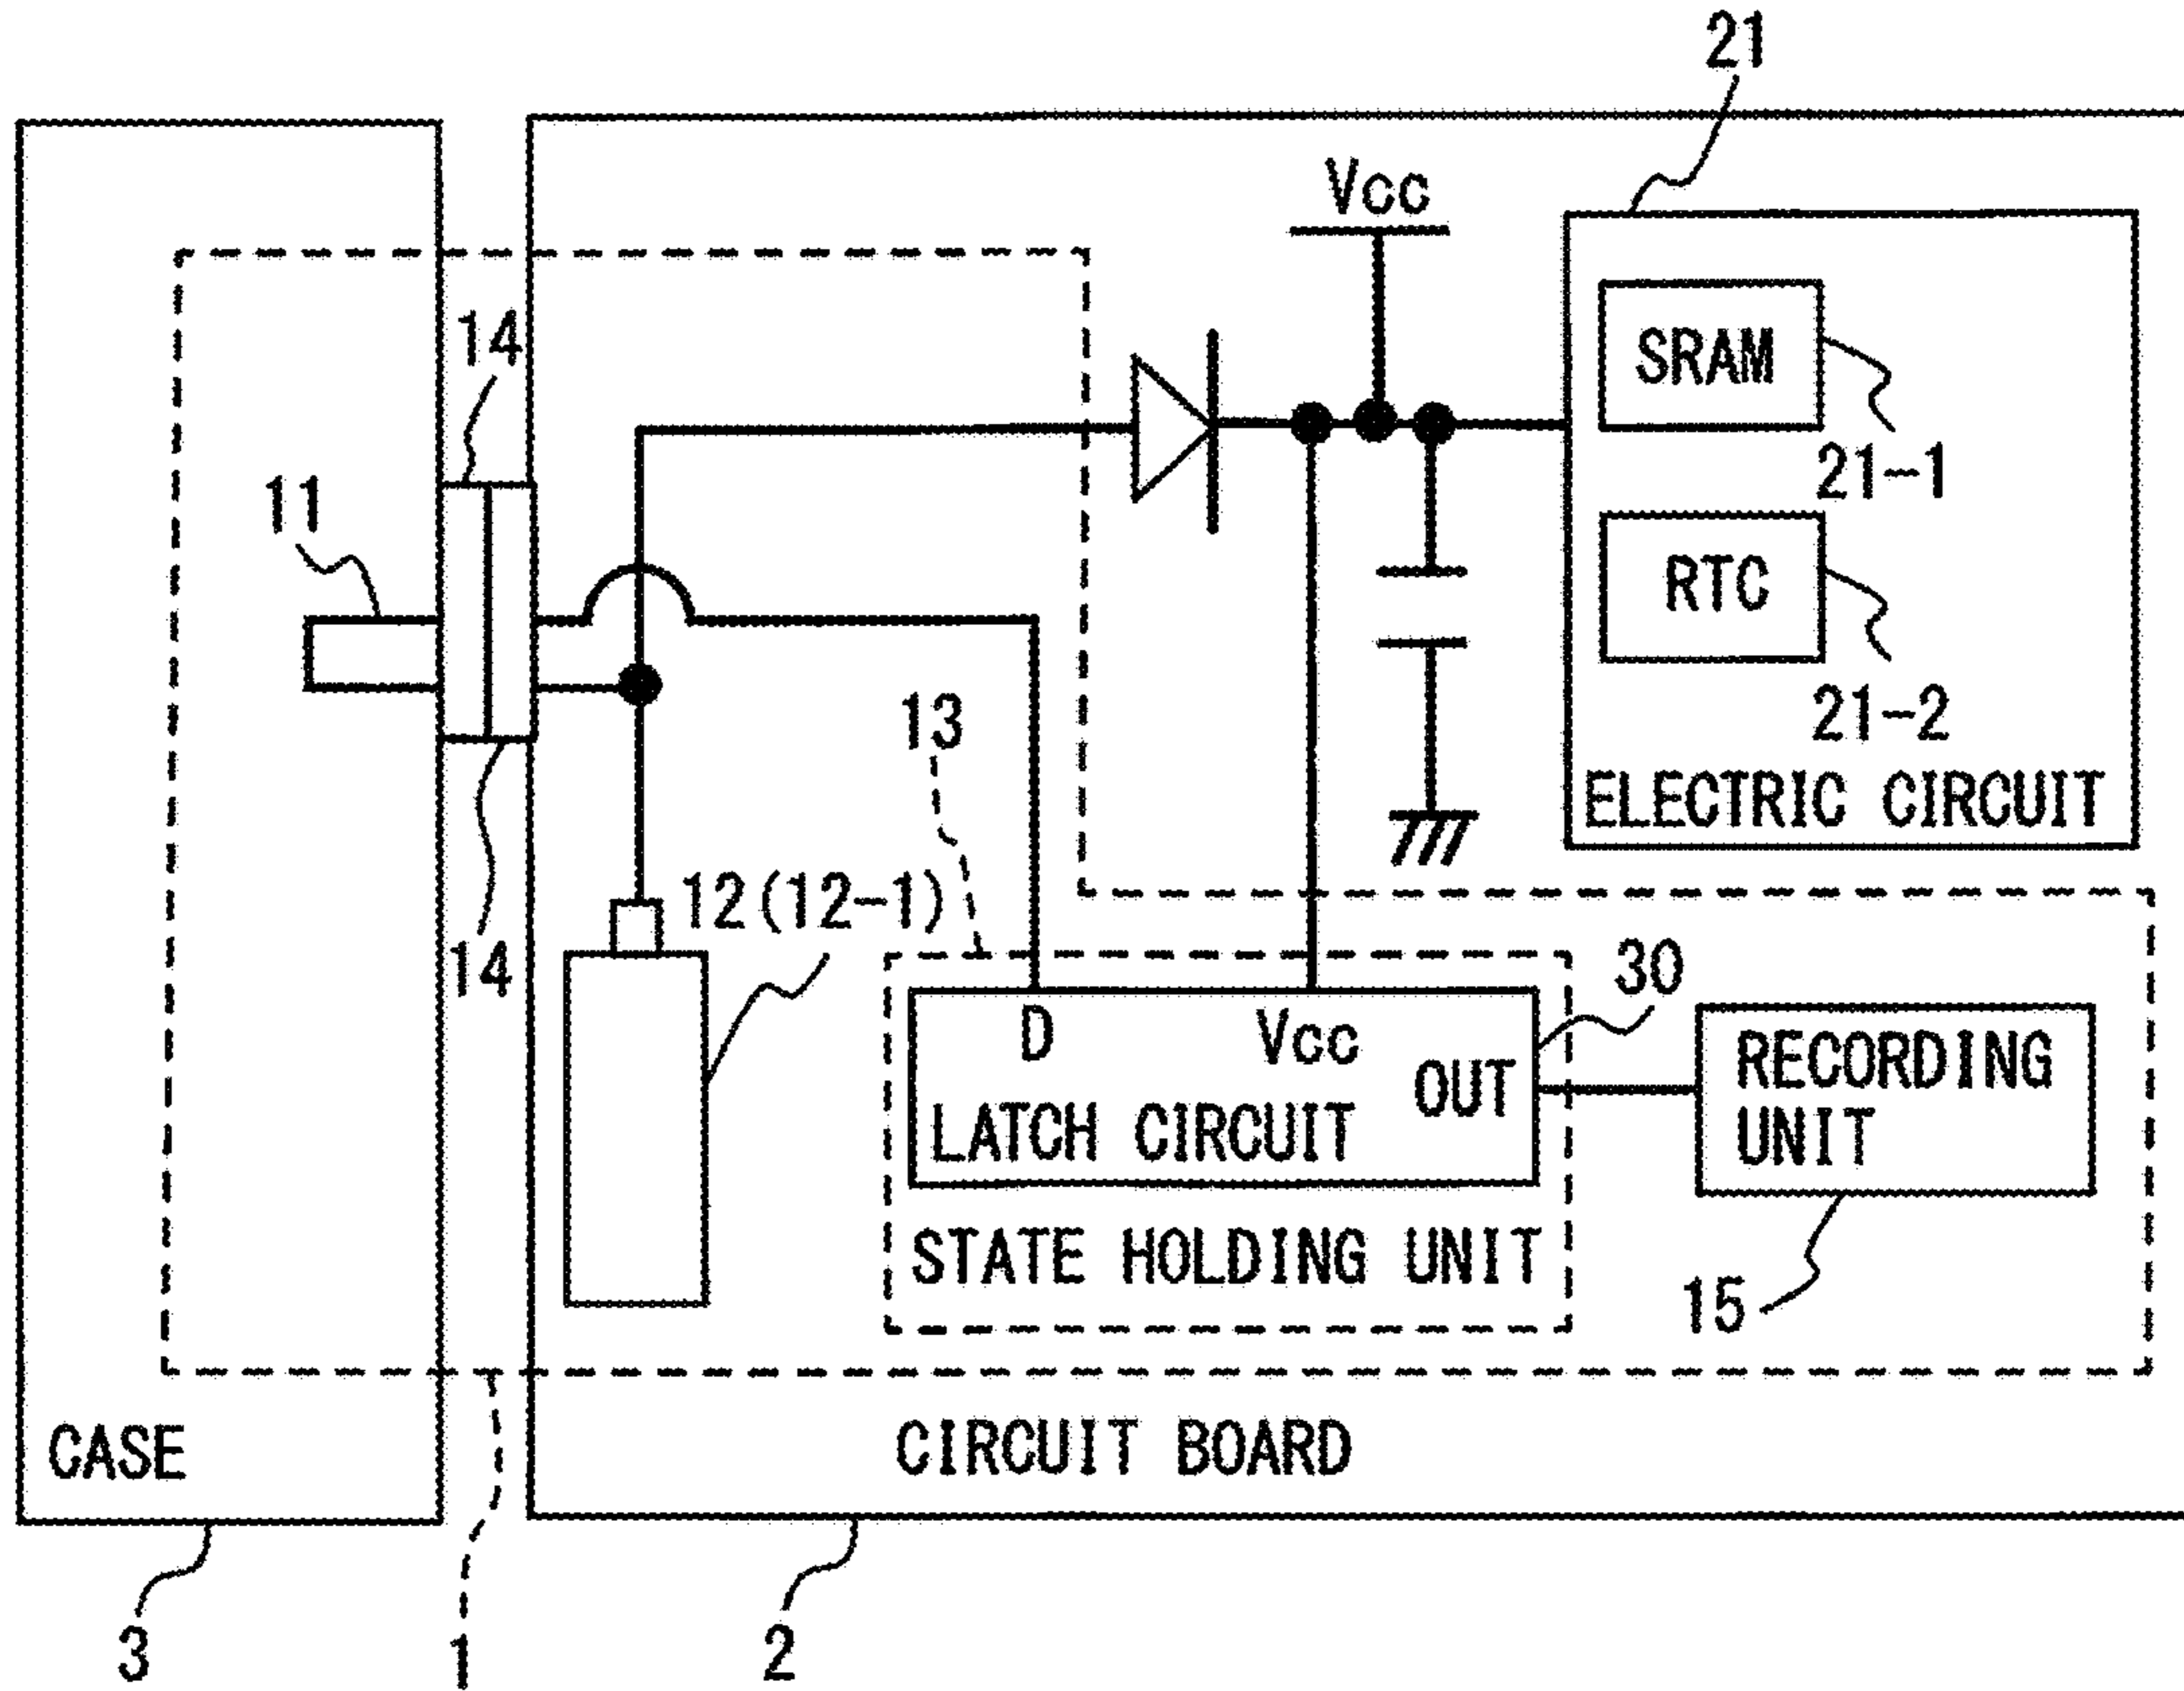 21
Vcc
14
SRAM
21-1
11
RTC
21-2
13
ELECTRIC CIRCUIT
12(12-1)
14
30
D
Vcc
OUT
LATCH CIRCUIT
RECORDING
UNIT
STATE HOLDING UNIT
15
CASE
CIRCUIT BOARD
3
1
2